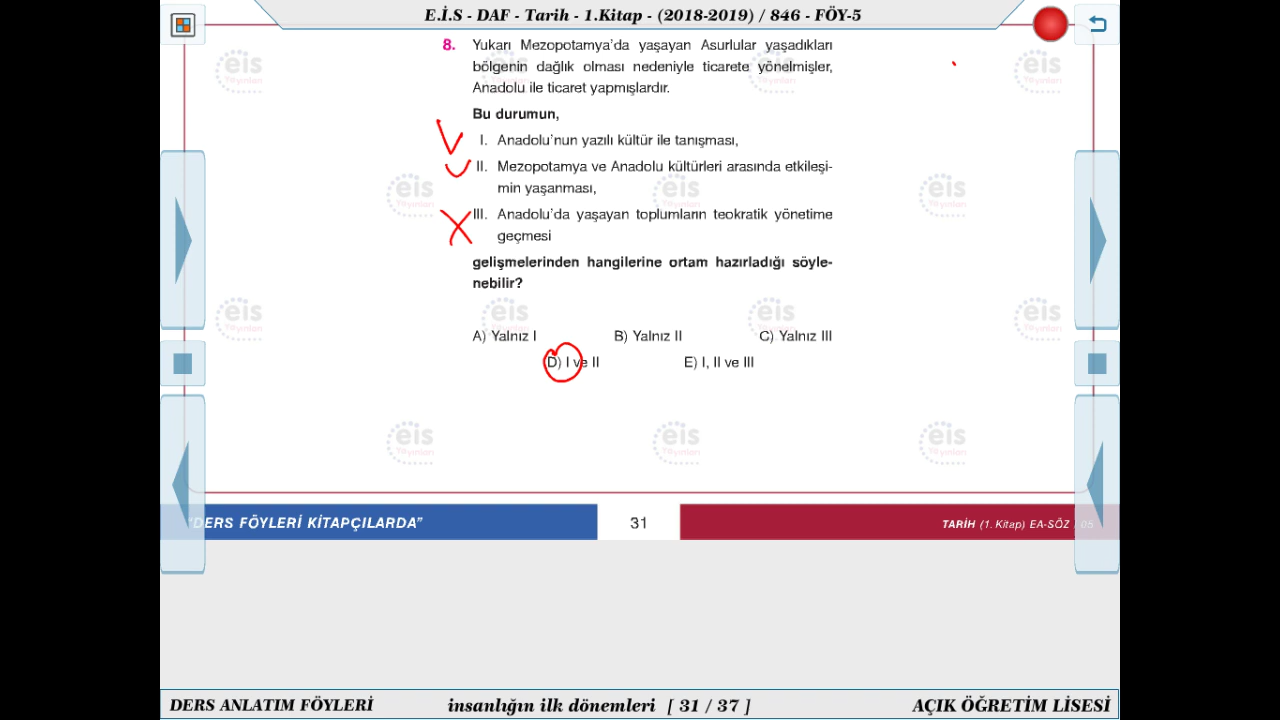 E.İ.S - DAF - Tarih - 1.Kitap - (2018-2019) / 846 - FÖY-5
8. Yukarı Mezopotamya'da yaşayan Asurlular yaşadıkları
bölgenin dağlık olması nedeniyle ticarete yönelmişler,
Anadolu ile ticaret yapmışlardır.
Bu durumun,
I. Anadolu'nun yazılı kültür ile tanışması,
II. Mezopotamya ve Anadolu kültürleri arasında etkileşi-
min yaşanması,
III. Anadolu'da yaşayan toplumların teokratik yönetime
geçmesi
gelişmelerinden hangilerine ortam hazırladığı söyle-
nebilir?
A) Yalnız I B) Yalnız II C) Yalnız III
D) I ve II E) I, II ve III
eis Yayınları
"DERS FÖYLERİ KİTAPÇILARDA" 31 TARİH (1. Kitap) EA-SÖZ / 05
DERS ANLATIM FÖYLERİ insanlığın ilk dönemleri [ 31 / 37 ] AÇIK ÖĞRETİM LİSESİ